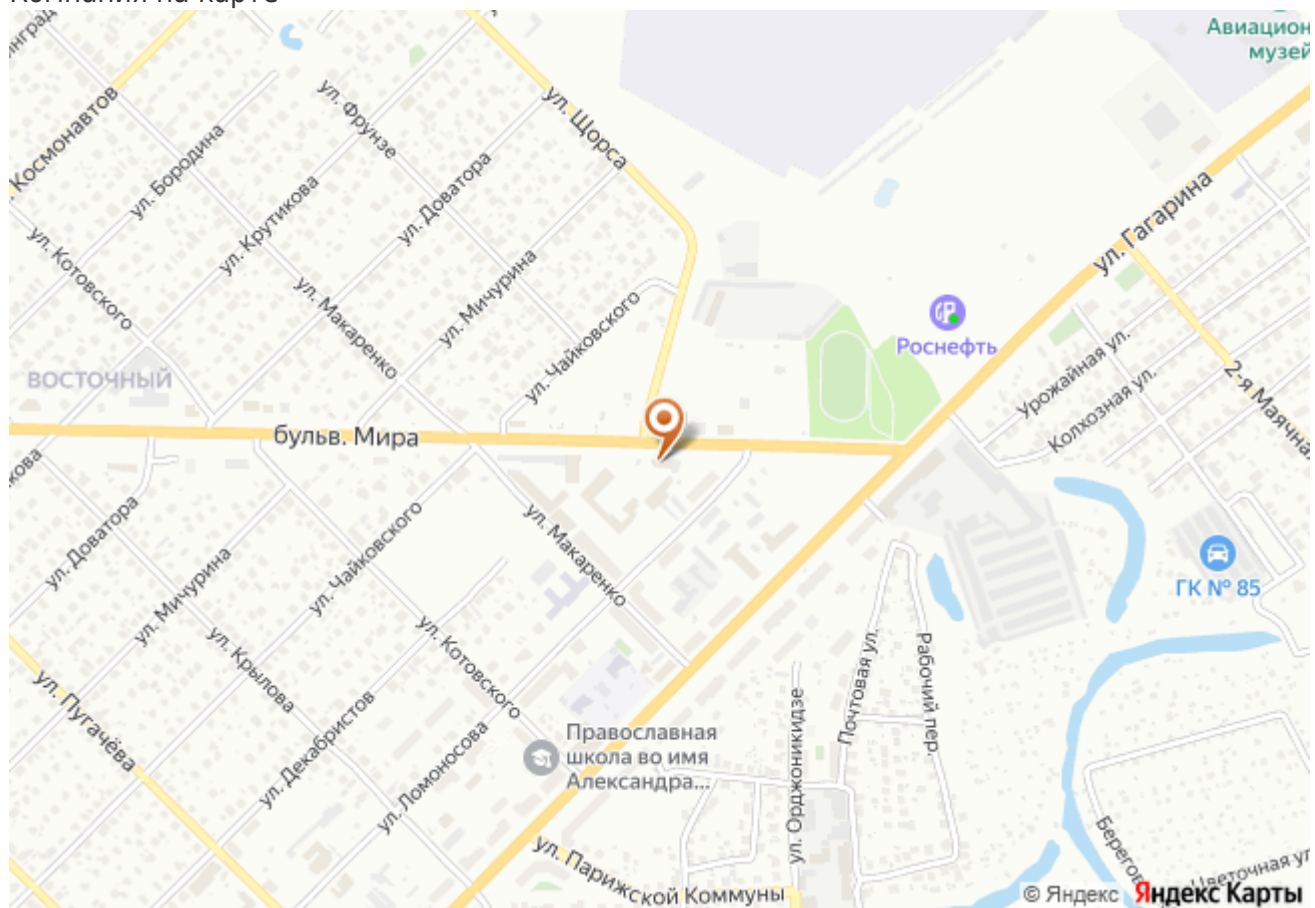 Компания на карте
Авиацион
музей
ул. Щорса
ул. Фрунзе
Космонавтов
ул. Бородина
ул. Доватора
ул. Крутикова
ул. Гагарина
ул. Котовского
ул. Макаренко
ул. Мичурина
ул. Чайковского
Роснефть
Урожайная ул.
Колхозная ул.
2-я Маячная
ВОСТОЧНЫЙ
бульв. Мира
ул. Доватора
ул. Мичурина
ул. Чайковского
ул. Макаренко
ГК № 85
ул. Крылова
ул. Котовского
Почтовая ул.
Рабочий пер.
ул. Пугачёва
ул. Декабристов
ул. Ломоносова
Православная
школа во имя
Александра...
ул. Орджоникидзе
ул. Парижской Коммуны
Берегов
Цветочная ул
© Яндекс Яндекс Карты